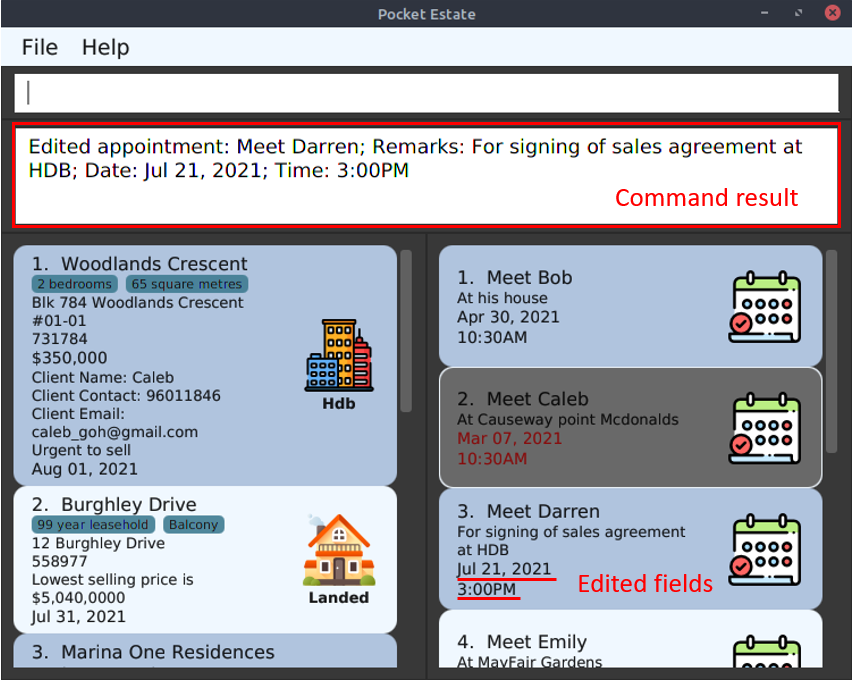 Pocket Estate
File Help
Edited appointment: Meet Darren; Remarks: For signing of sales agreement at
HDB; Date: Jul 21, 2021; Time: 3:00PM
Command result
1. Woodlands Crescent
2 bedrooms 65 square metres
Blk 784 Woodlands Crescent
#01-01
731784
$350,000
Client Name: Caleb
Client Contact: 96011846
Client Email:
caleb_goh@gmail.com
Urgent to sell
Aug 01, 2021
Hdb
2. Burghley Drive
99 year leasehold Balcony
12 Burghley Drive
558977
Lowest selling price is
$5,040,0000
Jul 31, 2021
Landed
3. Marina One Residences
1. Meet Bob
At his house
Apr 30, 2021
10:30AM
2. Meet Caleb
At Causeway point Mcdonalds
Mar 07, 2021
10:30AM
3. Meet Darren
For signing of sales agreement
at HDB
Jul 21, 2021
3:00PM
Edited fields
4. Meet Emily
At MayFair Gardens